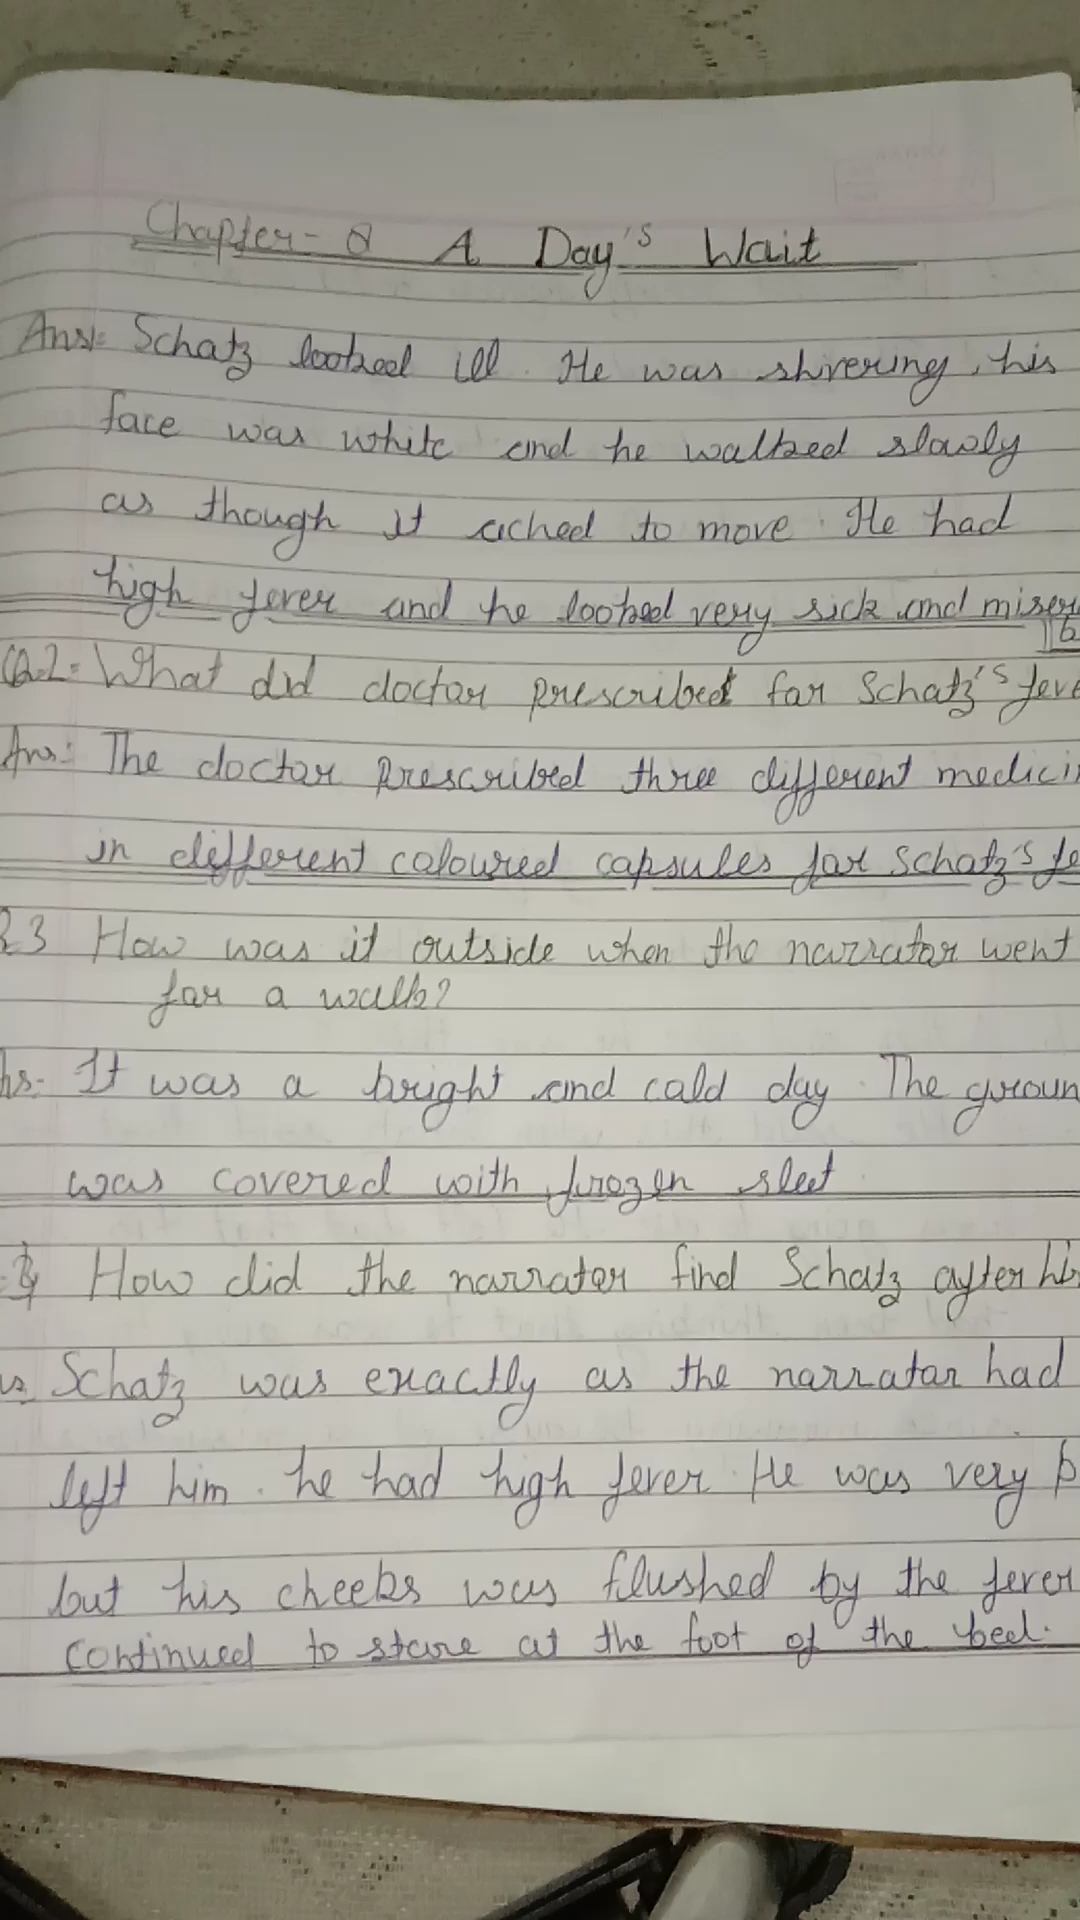 Chapter - 8 A Day's Wait
Ans:- Schatz looked ill. He was shivering, his
face was white and he walked slowly
as though it ached to move. He had
high fever and he looked very sick and miser
Q.2- What did doctor prescribed for Schatz's feve
Ans:- The doctor prescribed three different medici
in different coloured capsules for Schatz's fe
3 How was it outside when the narrator went
for a walk?
ns- It was a bright and cold day. The groun
was covered with frozen sleet.
4 How did the narrator find Schatz after hi
Schatz was exactly as the narrator had
left him. he had high fever. He was very p
but his cheeks was flushed by the fever
continued to stare at the foot of the bed.